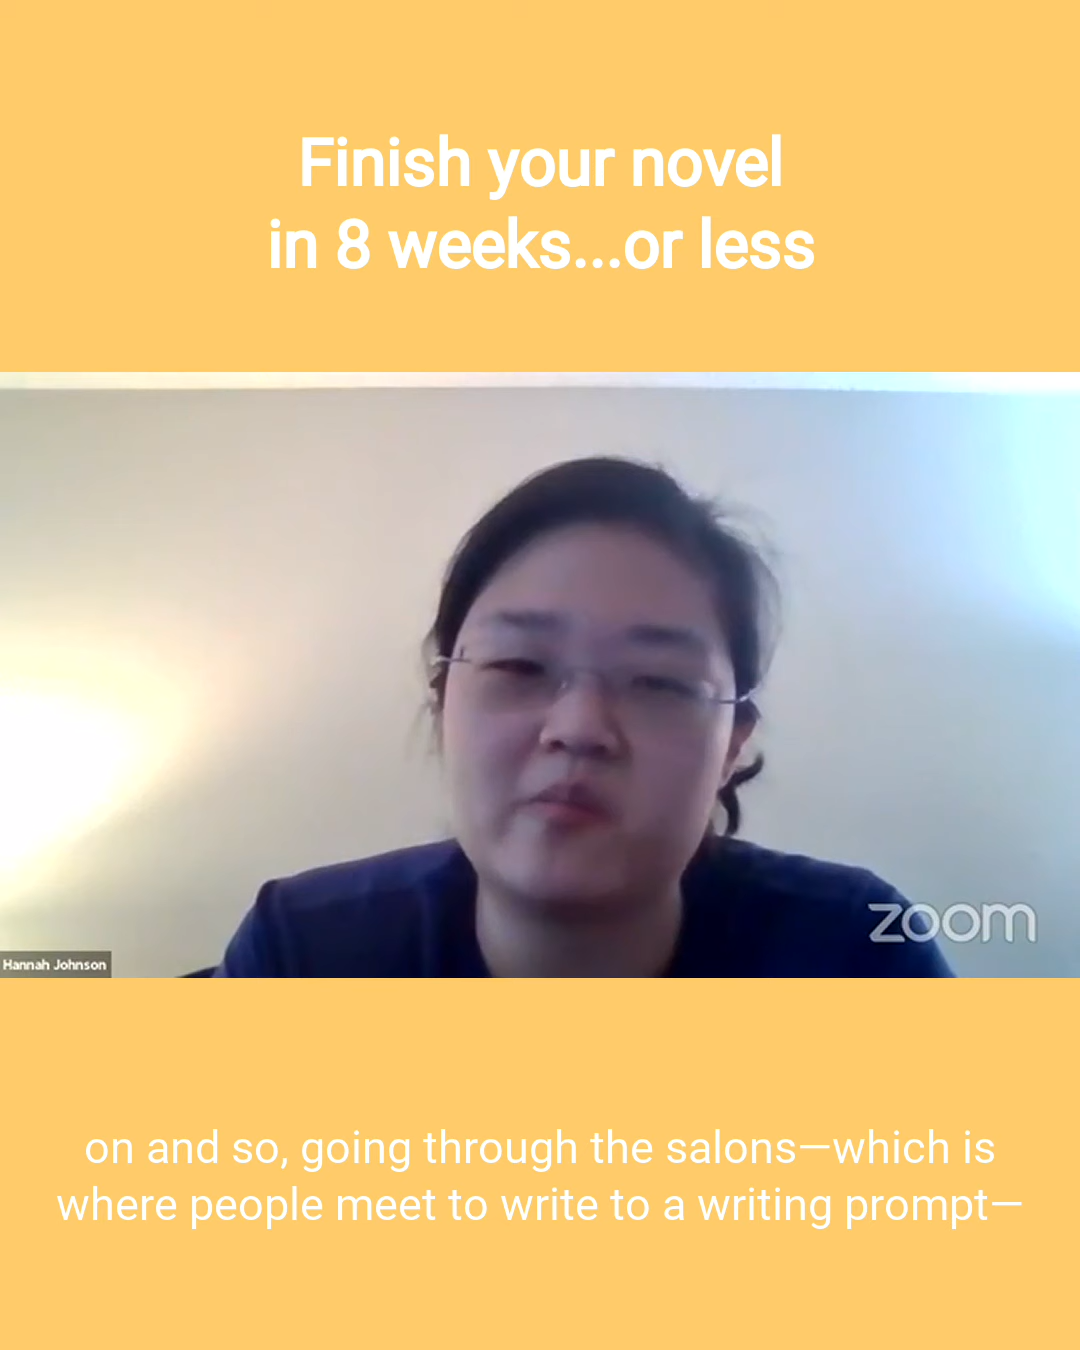 Finish your novel
in 8 weeks...or less
zoom
Hannah Johnson
on and so, going through the salons—which is
where people meet to write to a writing prompt—